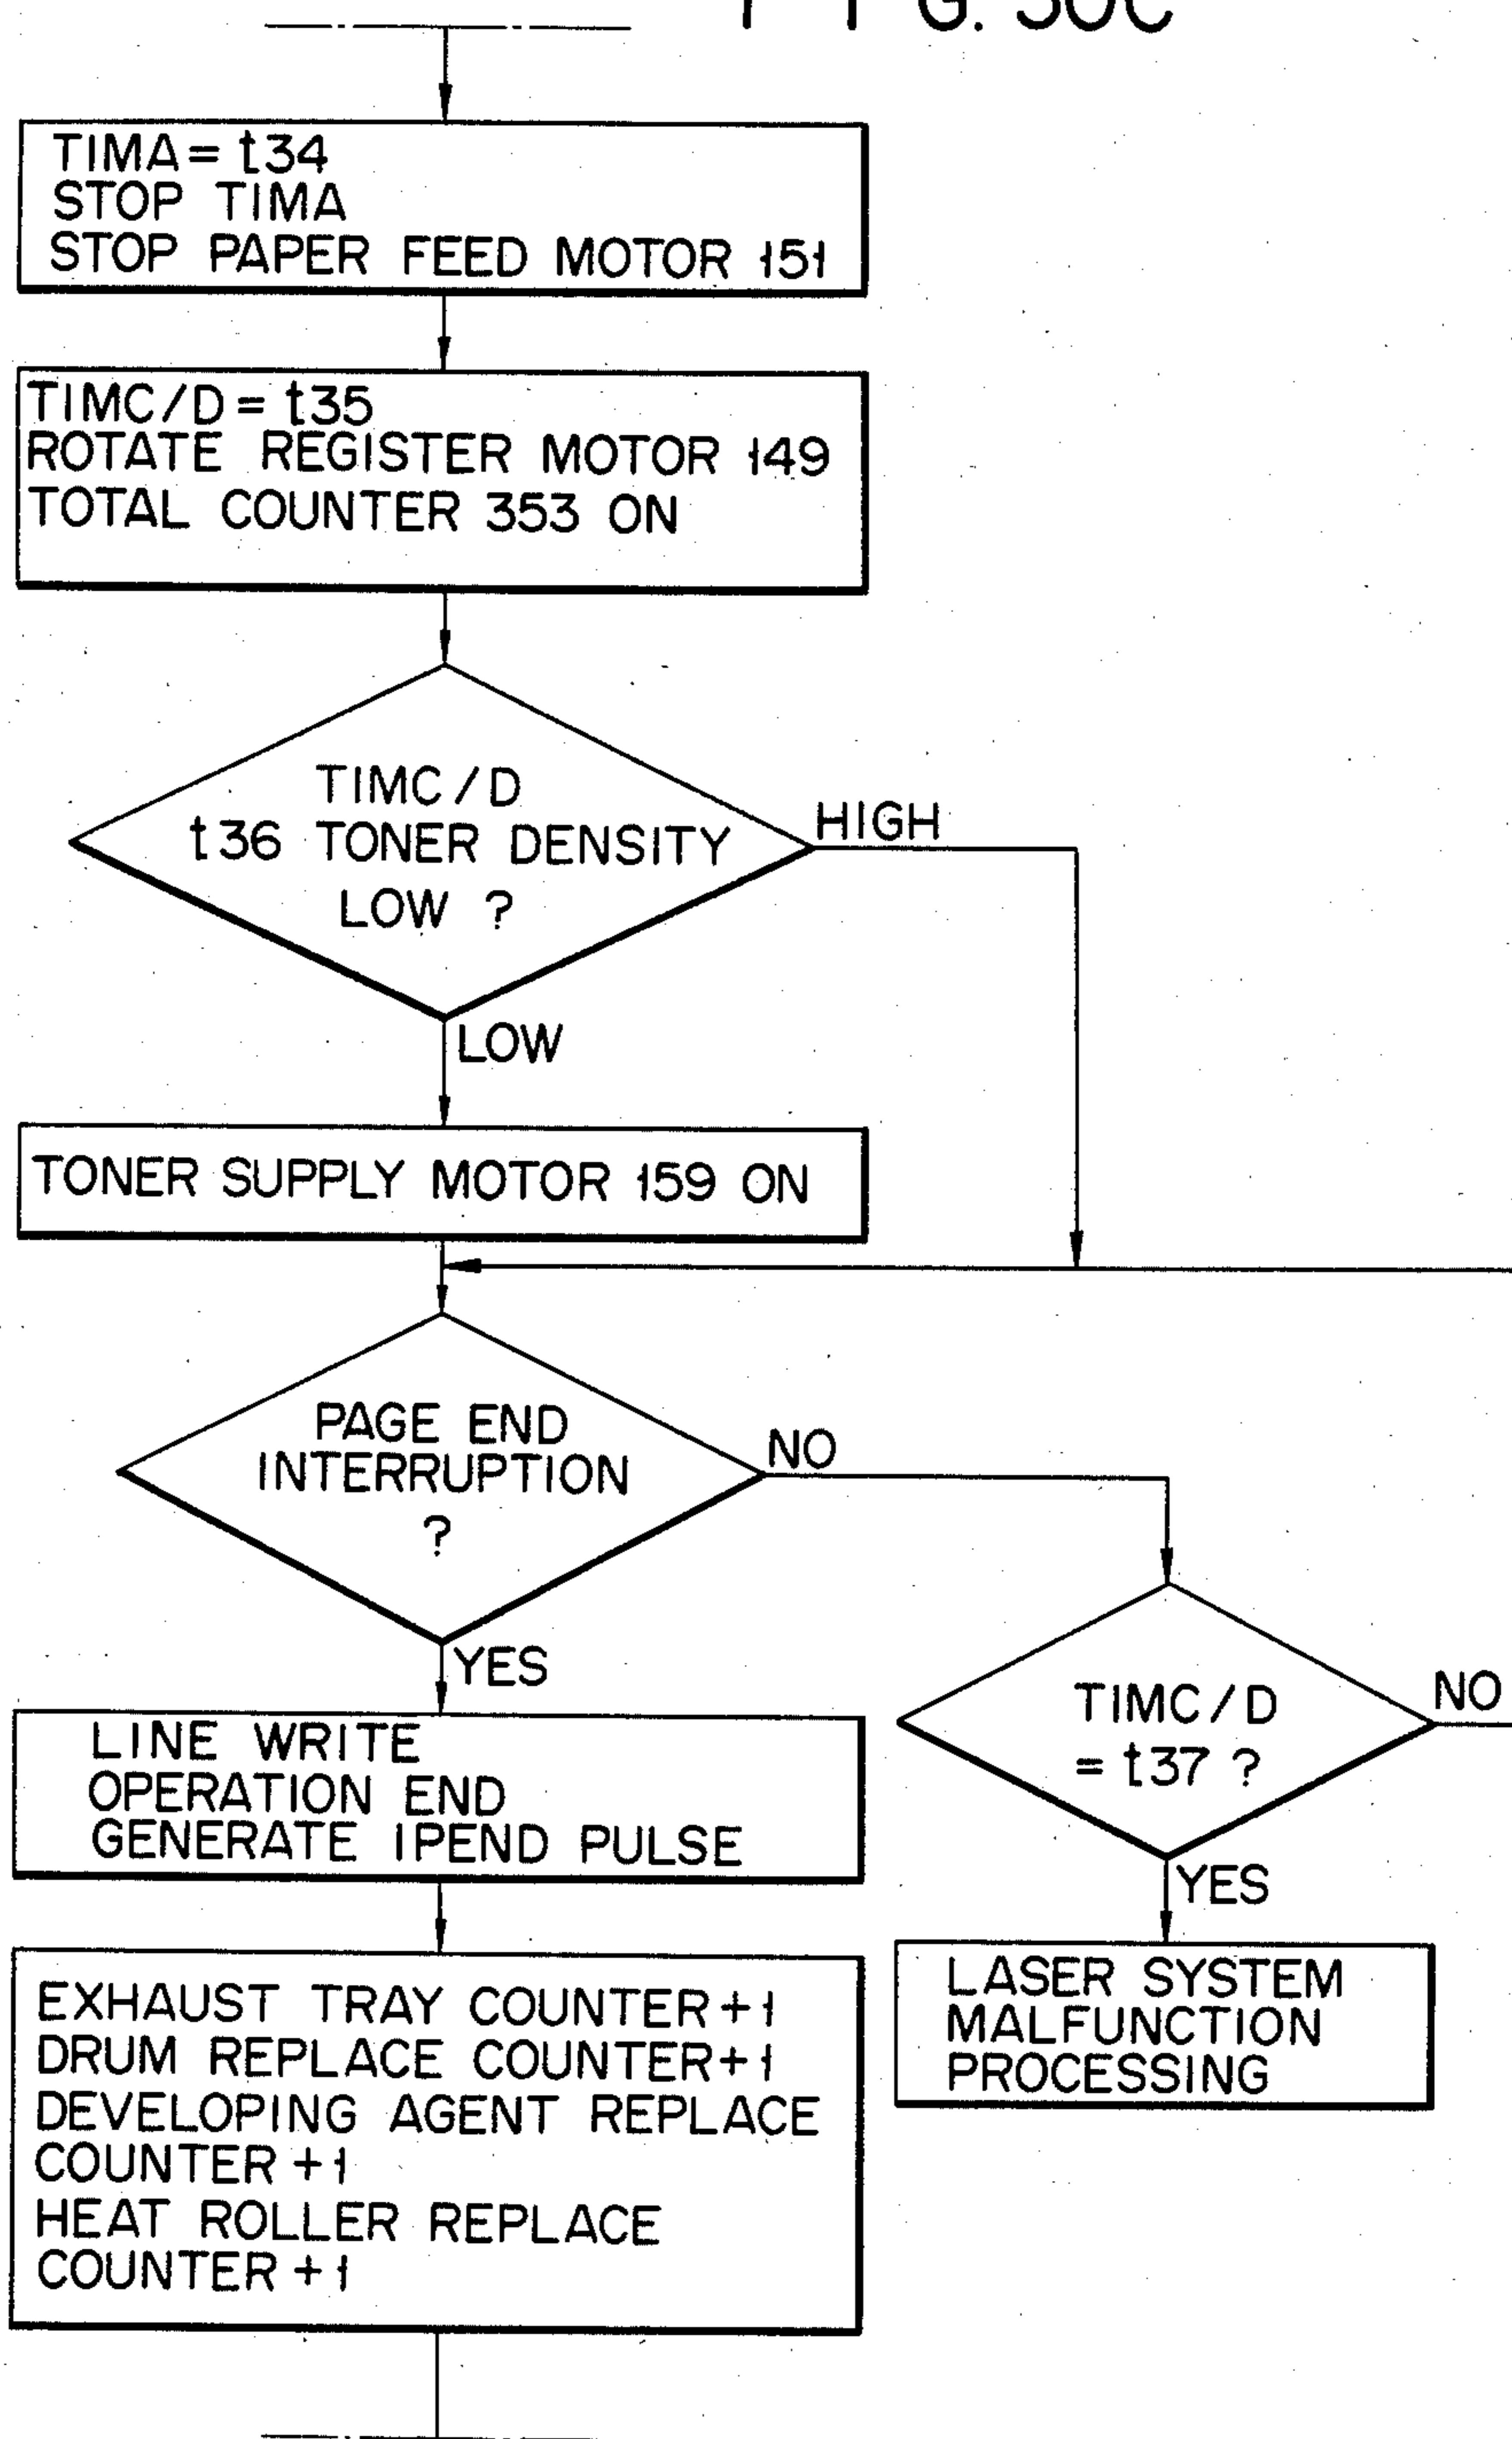 FIG. 50C
TIMA = t34
STOP TIMA
STOP PAPER FEED MOTOR 151
TIMC/D = t35
ROTATE REGISTER MOTOR 149
TOTAL COUNTER 353 ON
TIMC/D
t36 TONER DENSITY
LOW ?
HIGH
LOW
TONER SUPPLY MOTOR 159 ON
PAGE END
INTERRUPTION
?
NO
YES
TIMC/D
= t37 ?
NO
YES
LINE WRITE
OPERATION END
GENERATE IPEND PULSE
LASER SYSTEM
MALFUNCTION
PROCESSING
EXHAUST TRAY COUNTER +1
DRUM REPLACE COUNTER +1
DEVELOPING AGENT REPLACE
COUNTER +1
HEAT ROLLER REPLACE
COUNTER +1